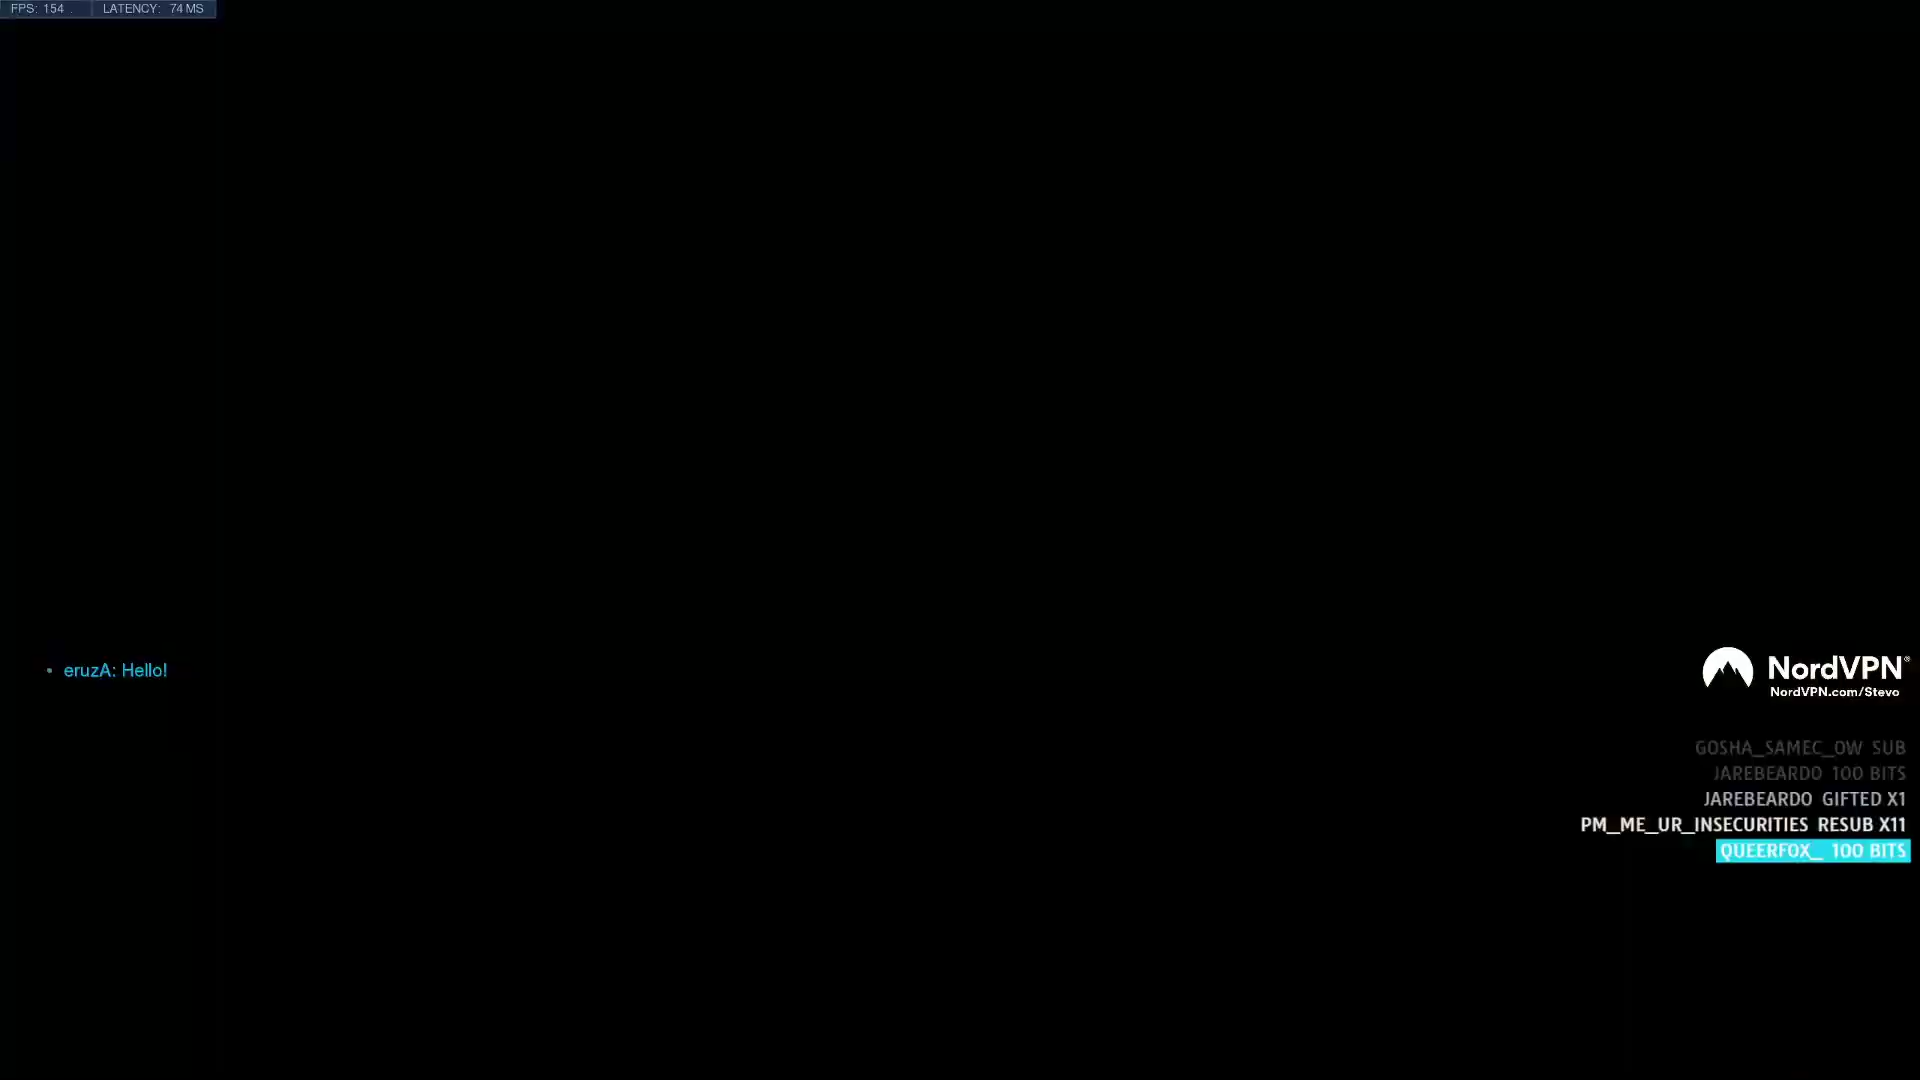 FPS: 154 LATENCY: 74 MS
eruzA: Hello!
NordVPN®
NordVPN.com/Stevo
GOSHA_SAMEC_OW SUB
JAREBEARDO 100 BITS
JAREBEARDO GIFTED X1
PM_ME_UR_INSECURITIES RESUB X11
QUEERFOX_ 100 BITS